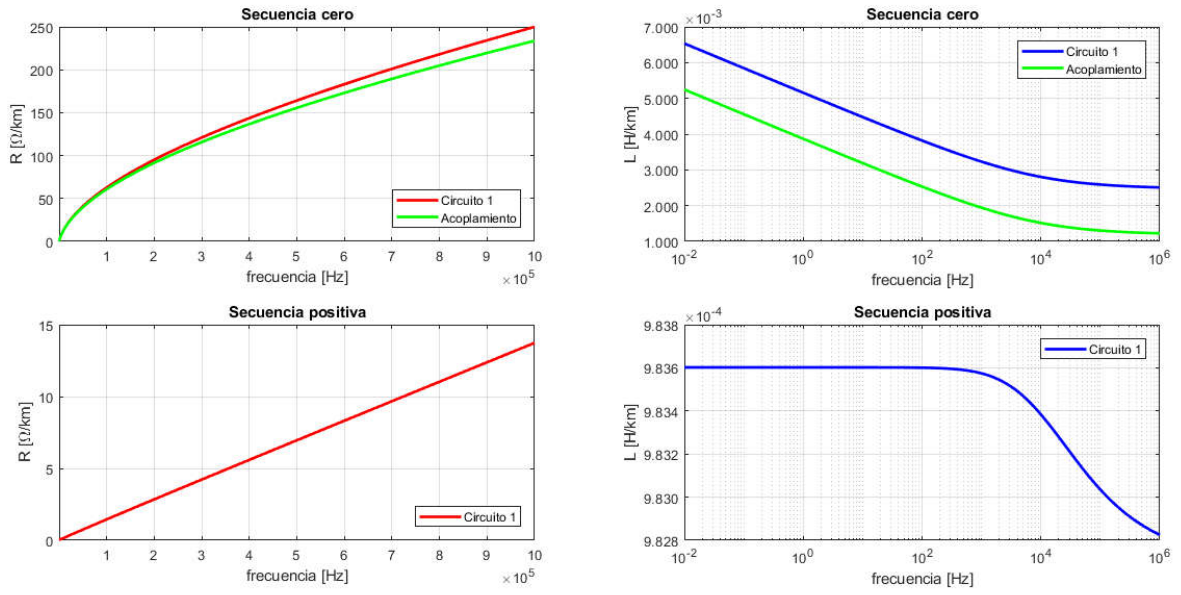 Secuencia cero
250
200
150
100
50
0
R [Ω/km]
Circuito 1
Acoplamiento
1 2 3 4 5 6 7 8 9 10
frecuencia [Hz]
× 10^5
Secuencia cero
× 10^-3
7.000
6.000
5.000
4.000
3.000
2.000
1.000
L [H/km]
Circuito 1
Acoplamiento
10^-2 10^0 10^2 10^4 10^6
frecuencia [Hz]
Secuencia positiva
15
10
5
0
R [Ω/km]
Circuito 1
1 2 3 4 5 6 7 8 9 10
frecuencia [Hz]
× 10^5
Secuencia positiva
× 10^-4
9.838
9.836
9.834
9.832
9.830
9.828
L [H/km]
Circuito 1
10^-2 10^0 10^2 10^4 10^6
frecuencia [Hz]